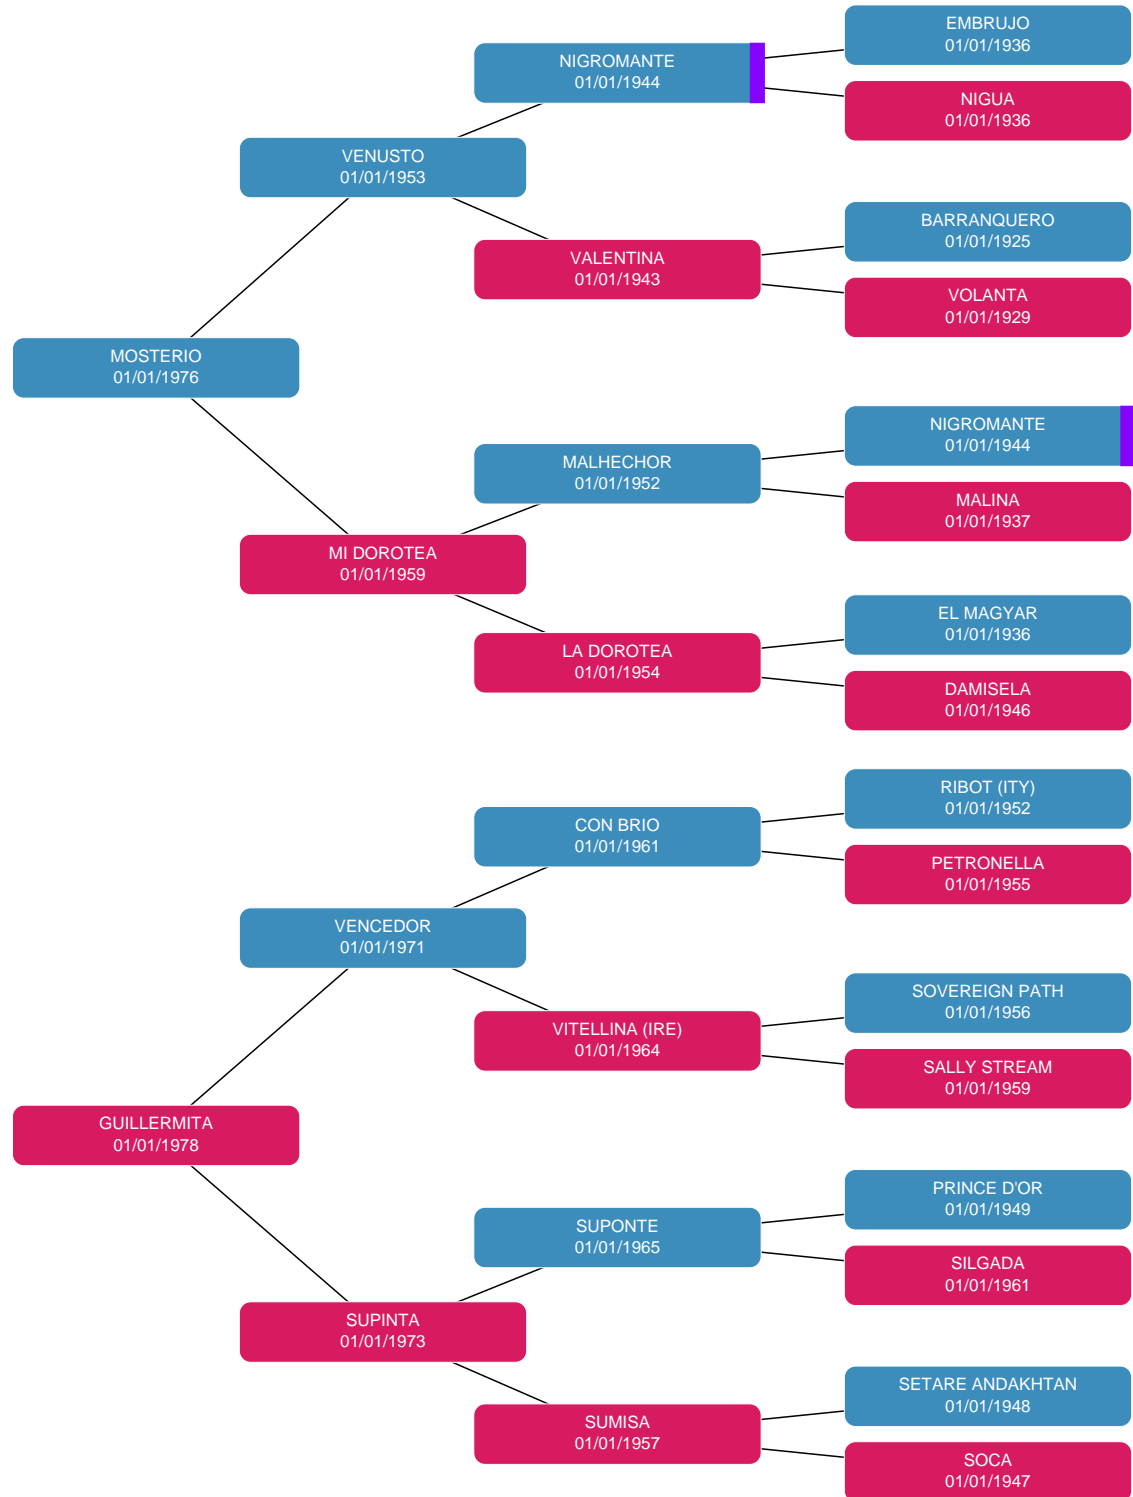 EMBRUJO
01/01/1936
NIGROMANTE
01/01/1944
NIGUA
01/01/1936
VENUSTO
01/01/1953
BARRANQUERO
01/01/1925
VALENTINA
01/01/1943
VOLANTA
01/01/1929
MOSTERIO
01/01/1976
NIGROMANTE
01/01/1944
MALHECHOR
01/01/1952
MALINA
01/01/1937
MI DOROTEA
01/01/1959
EL MAGYAR
01/01/1936
LA DOROTEA
01/01/1954
DAMISELA
01/01/1946
RIBOT (ITY)
01/01/1952
CON BRIO
01/01/1961
PETRONELLA
01/01/1955
VENCEDOR
01/01/1971
SOVEREIGN PATH
01/01/1956
VITELLINA (IRE)
01/01/1964
SALLY STREAM
01/01/1959
GUILLERMITA
01/01/1978
PRINCE D'OR
01/01/1949
SUPONTE
01/01/1965
SILGADA
01/01/1961
SUPINTA
01/01/1973
SETARE ANDAKHTAN
01/01/1948
SUMISA
01/01/1957
SOCA
01/01/1947